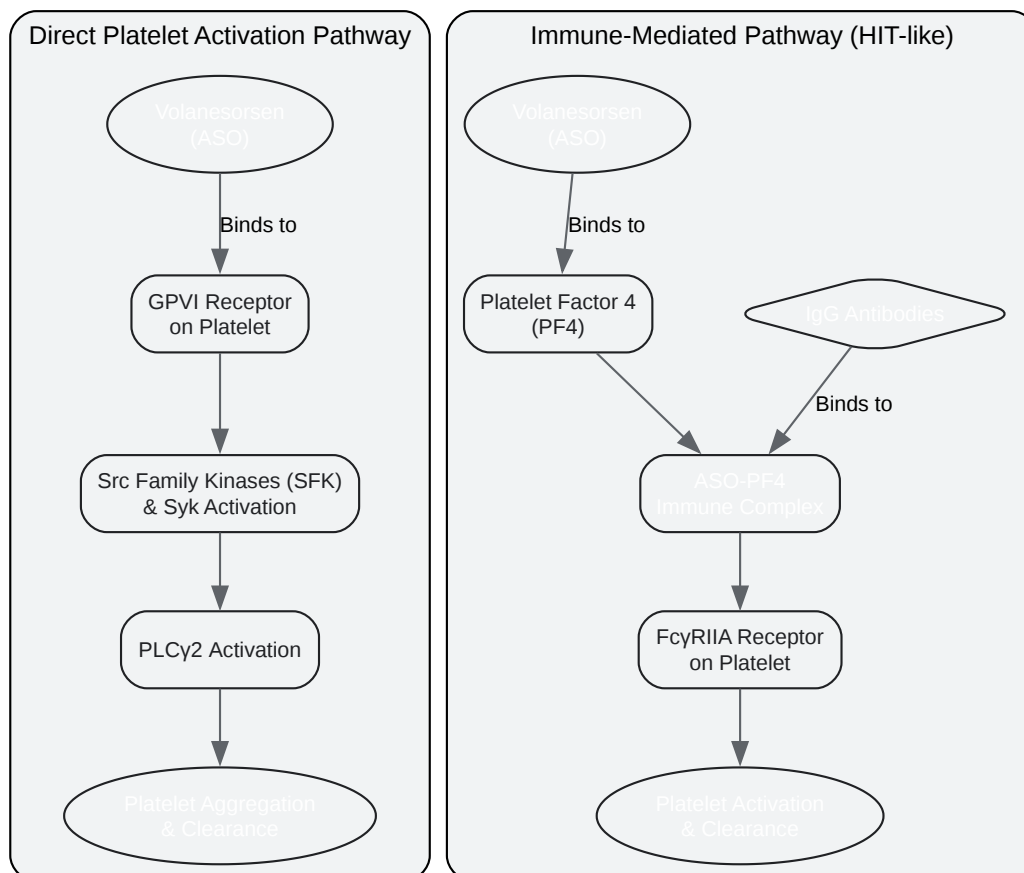 Direct Platelet Activation Pathway
Volanesorsen
(ASO)
Binds to
GPVI Receptor
on Platelet
Src Family Kinases (SFK)
& Syk Activation
PLCγ2 Activation
Platelet Aggregation
& Clearance
Immune-Mediated Pathway (HIT-like)
Volanesorsen
(ASO)
Binds to
Platelet Factor 4
(PF4)
IgG Antibodies
Binds to
ASO-PF4
Immune Complex
FcγRIIA Receptor
on Platelet
Platelet Activation
& Clearance